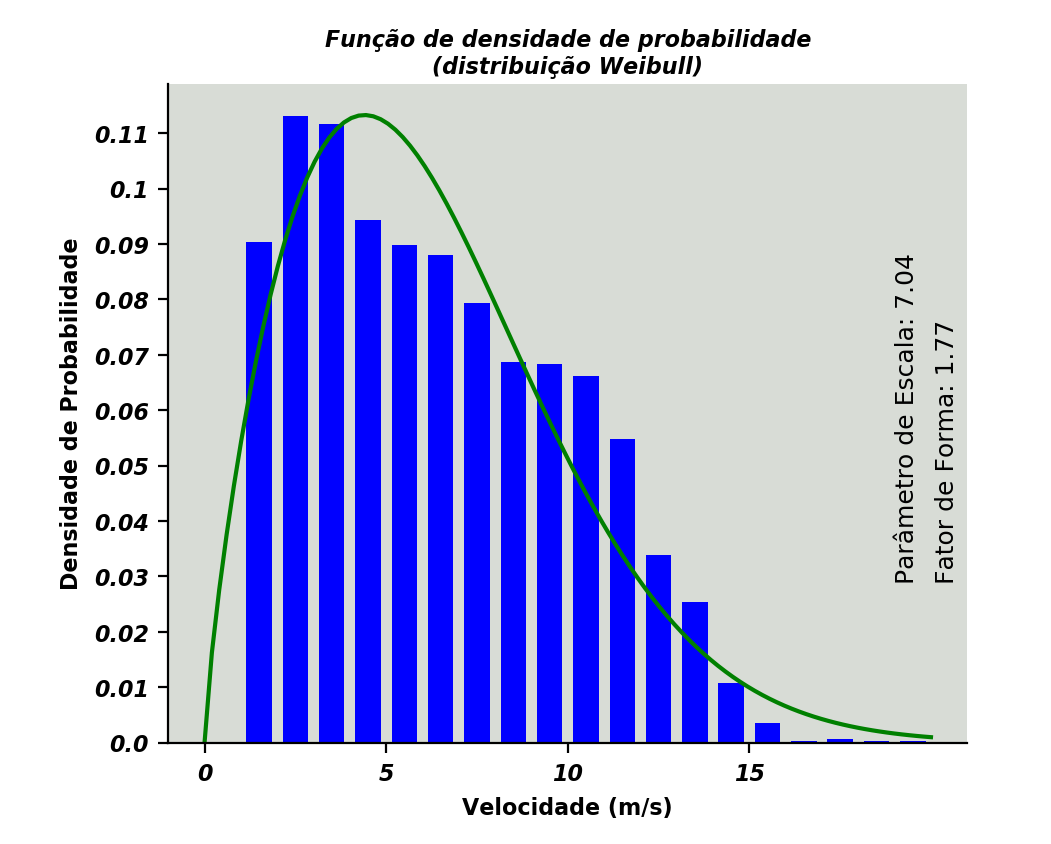 Função de densidade de probabilidade
(distribuição Weibull)
Densidade de Probabilidade
0.11
0.1
0.09
0.08
0.07
0.06
0.05
0.04
0.03
0.02
0.01
0.0
0
5
10
15
Velocidade (m/s)
Parâmetro de Escala: 7.04
Fator de Forma: 1.77